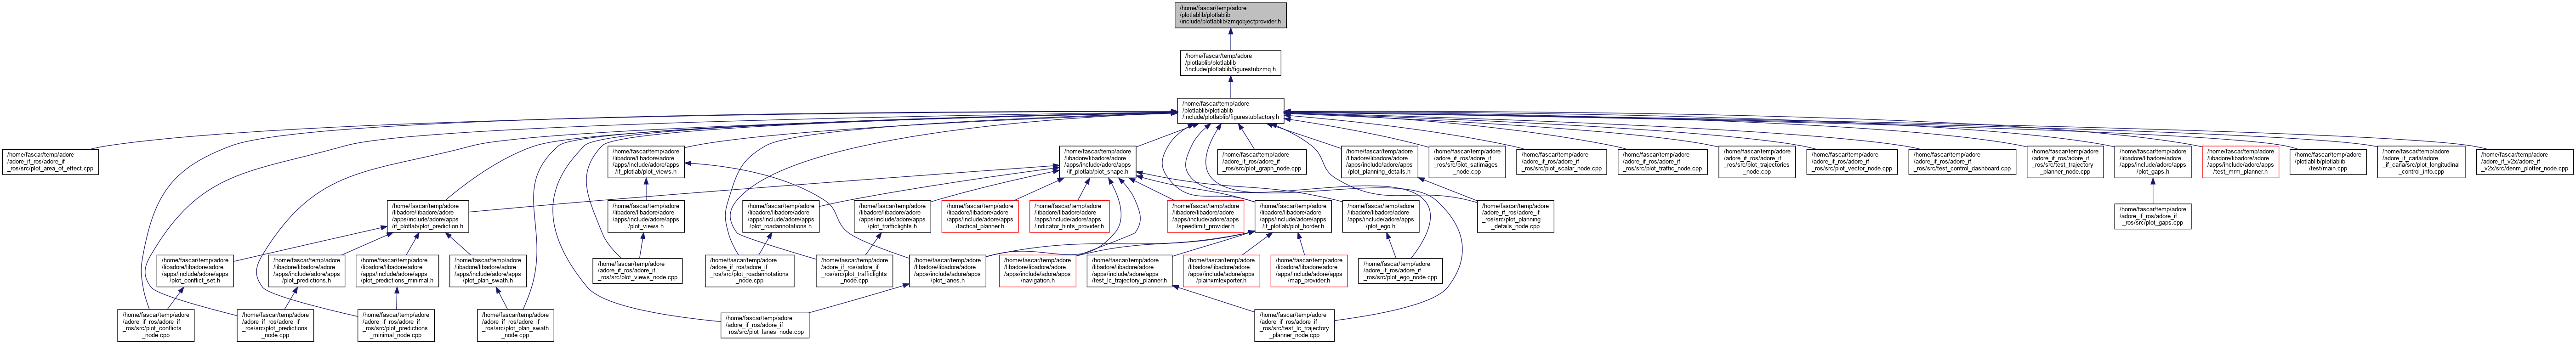 /home/fascar/temp/adore
/plotlablib/plotlablib
/include/plotlablib/zmqobjectprovider.h
/home/fascar/temp/adore
/plotlablib/plotlablib
/include/plotlablib/figurestubzmq.h
/home/fascar/temp/adore
/plotlablib/plotlablib
/include/plotlablib/figurestubfactory.h
/home/fascar/temp/adore
/adore_if_ros/adore_if
_ros/src/plot_area_of_effect.cpp
/home/fascar/temp/adore
/libadore/libadore/adore
/apps/include/adore/apps
/if_plotlab/plot_views.h
/home/fascar/temp/adore
/libadore/libadore/adore
/apps/include/adore/apps
/if_plotlab/plot_shape.h
/home/fascar/temp/adore
/adore_if_ros/adore_if
_ros/src/plot_graph_node.cpp
/home/fascar/temp/adore
/libadore/libadore/adore
/apps/include/adore/apps
/plot_planning_details.h
/home/fascar/temp/adore
/adore_if_ros/adore_if
_ros/src/plot_satimages
_node.cpp
/home/fascar/temp/adore
/adore_if_ros/adore_if
_ros/src/plot_scalar_node.cpp
/home/fascar/temp/adore
/adore_if_ros/adore_if
_ros/src/plot_traffic_node.cpp
/home/fascar/temp/adore
/adore_if_ros/adore_if
_ros/src/plot_trajectories
_node.cpp
/home/fascar/temp/adore
/adore_if_ros/adore_if
_ros/src/plot_vector_node.cpp
/home/fascar/temp/adore
/adore_if_ros/adore_if
_ros/src/test_control_dashboard.cpp
/home/fascar/temp/adore
/adore_if_ros/adore_if
_ros/src/test_trajectory
_planner_node.cpp
/home/fascar/temp/adore
/libadore/libadore/adore
/apps/include/adore/apps
/plot_gaps.h
/home/fascar/temp/adore
/libadore/libadore/adore
/apps/include/adore/apps
/test_mrm_planner.h
/home/fascar/temp/adore
/plotlablib/plotlablib
/test/main.cpp
/home/fascar/temp/adore
/adore_if_carla/adore
_if_carla/src/plot_longitudinal
_control_info.cpp
/home/fascar/temp/adore
/adore_v2x/adore_if
_v2x/src/denm_plotter_node.cpp
/home/fascar/temp/adore
/libadore/libadore/adore
/apps/include/adore/apps
/if_plotlab/plot_prediction.h
/home/fascar/temp/adore
/libadore/libadore/adore
/apps/include/adore/apps
/plot_views.h
/home/fascar/temp/adore
/libadore/libadore/adore
/apps/include/adore/apps
/plot_roadannotations.h
/home/fascar/temp/adore
/libadore/libadore/adore
/apps/include/adore/apps
/plot_trafficlights.h
/home/fascar/temp/adore
/libadore/libadore/adore
/apps/include/adore/apps
/tactical_planner.h
/home/fascar/temp/adore
/libadore/libadore/adore
/apps/include/adore/apps
/indicator_hints_provider.h
/home/fascar/temp/adore
/libadore/libadore/adore
/apps/include/adore/apps
/speedlimit_provider.h
/home/fascar/temp/adore
/libadore/libadore/adore
/apps/include/adore/apps
/if_plotlab/plot_border.h
/home/fascar/temp/adore
/libadore/libadore/adore
/apps/include/adore/apps
/plot_ego.h
/home/fascar/temp/adore
/adore_if_ros/adore_if
_ros/src/plot_planning
_details_node.cpp
/home/fascar/temp/adore
/adore_if_ros/adore_if
_ros/src/plot_gaps.cpp
/home/fascar/temp/adore
/libadore/libadore/adore
/apps/include/adore/apps
/plot_conflict_set.h
/home/fascar/temp/adore
/libadore/libadore/adore
/apps/include/adore/apps
/plot_predictions.h
/home/fascar/temp/adore
/libadore/libadore/adore
/apps/include/adore/apps
/plot_predictions_minimal.h
/home/fascar/temp/adore
/libadore/libadore/adore
/apps/include/adore/apps
/plot_plan_swath.h
/home/fascar/temp/adore
/adore_if_ros/adore_if
_ros/src/plot_views_node.cpp
/home/fascar/temp/adore
/adore_if_ros/adore_if
_ros/src/plot_roadannotations
_node.cpp
/home/fascar/temp/adore
/adore_if_ros/adore_if
_ros/src/plot_trafficlights
_node.cpp
/home/fascar/temp/adore
/libadore/libadore/adore
/apps/include/adore/apps
/plot_lanes.h
/home/fascar/temp/adore
/libadore/libadore/adore
/apps/include/adore/apps
/navigation.h
/home/fascar/temp/adore
/libadore/libadore/adore
/apps/include/adore/apps
/test_lc_trajectory_planner.h
/home/fascar/temp/adore
/libadore/libadore/adore
/apps/include/adore/apps
/plainxmlexporter.h
/home/fascar/temp/adore
/libadore/libadore/adore
/apps/include/adore/apps
/map_provider.h
/home/fascar/temp/adore
/adore_if_ros/adore_if
_ros/src/plot_ego_node.cpp
/home/fascar/temp/adore
/adore_if_ros/adore_if
_ros/src/plot_conflicts
_node.cpp
/home/fascar/temp/adore
/adore_if_ros/adore_if
_ros/src/plot_predictions
_node.cpp
/home/fascar/temp/adore
/adore_if_ros/adore_if
_ros/src/plot_predictions
_minimal_node.cpp
/home/fascar/temp/adore
/adore_if_ros/adore_if
_ros/src/plot_plan_swath
_node.cpp
/home/fascar/temp/adore
/adore_if_ros/adore_if
_ros/src/plot_lanes_node.cpp
/home/fascar/temp/adore
/adore_if_ros/adore_if
_ros/src/test_lc_trajectory
_planner_node.cpp